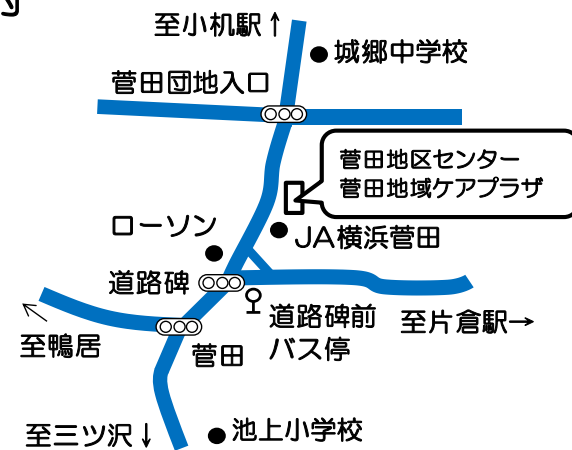 至小机駅↑
城郷中学校
菅田団地入口
菅田地区センター
菅田地域ケアプラザ
ローソン
JA横浜菅田
道路碑
道路碑前
バス停
至片倉駅→
至鴨居
菅田
至三ツ沢↓
池上小学校